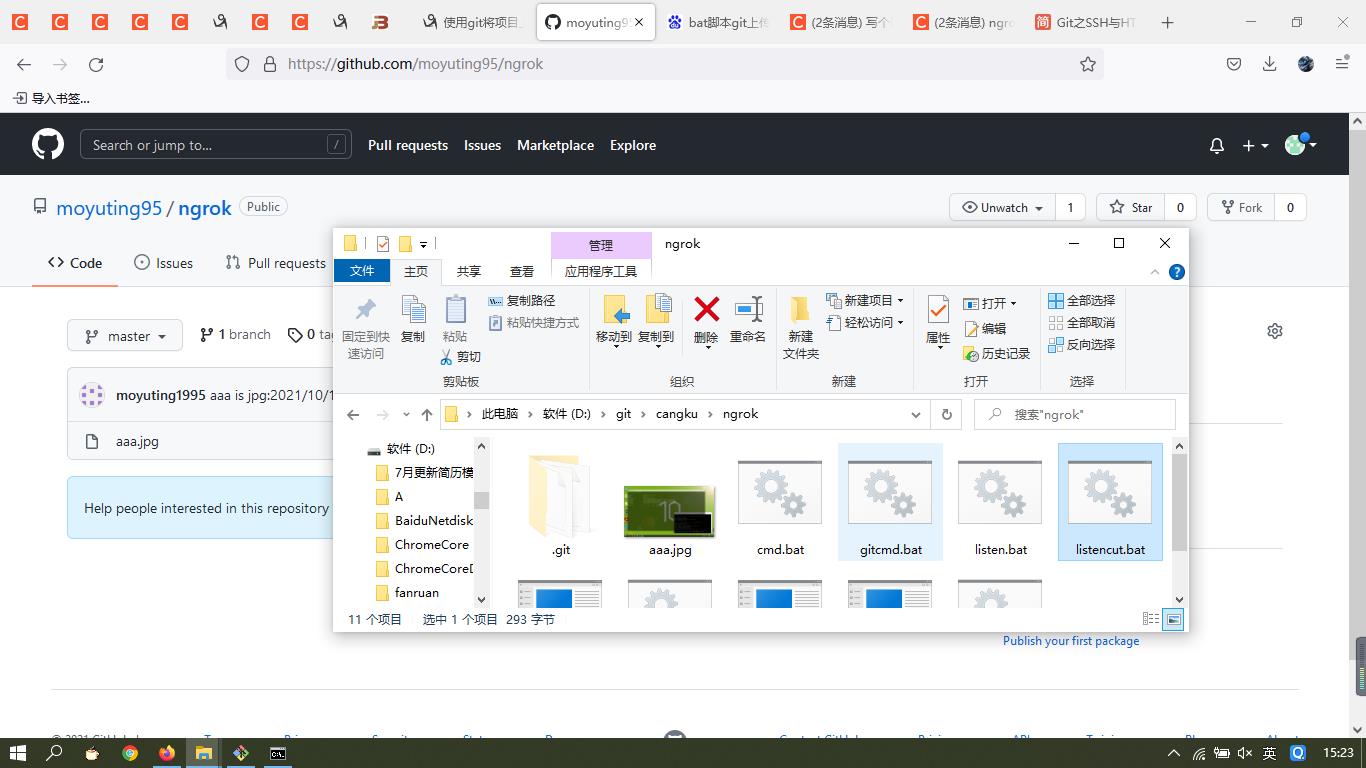 使用git将项目
moyuting95
bat脚本git上传
(2条消息) 写个
(2条消息) ngro
Git之SSH与HT
https://github.com/moyuting95/ngrok
导入书签...
Search or jump to...
/
Pull requests
Issues
Marketplace
Explore
moyuting95 / ngrok
Public
Unwatch
1
Star
0
Fork
0
Code
Issues
Pull requests
master
1 branch
0
moyuting1995 aaa is jpg:2021/10/1
aaa.jpg
Help people interested in this repository
管理
ngrok
文件
主页
共享
查看
应用程序工具
固定到快
速访问
复制
粘贴
复制路径
粘贴快捷方式
剪切
剪贴板
移动到
复制到
删除
重命名
组织
新建
文件夹
新建项目
轻松访问
新建
属性
打开
编辑
历史记录
打开
全部选择
全部取消
反向选择
选择
此电脑
软件 (D:)
git
cangku
ngrok
搜索"ngrok"
软件 (D:)
7月更新简历模
A
BaiduNetdisk
ChromeCore
ChromeCoreD
fanruan
.git
aaa.jpg
cmd.bat
gitcmd.bat
listen.bat
listencut.bat
11 个项目
选中 1 个项目 293 字节
Publish your first package
英
15:23